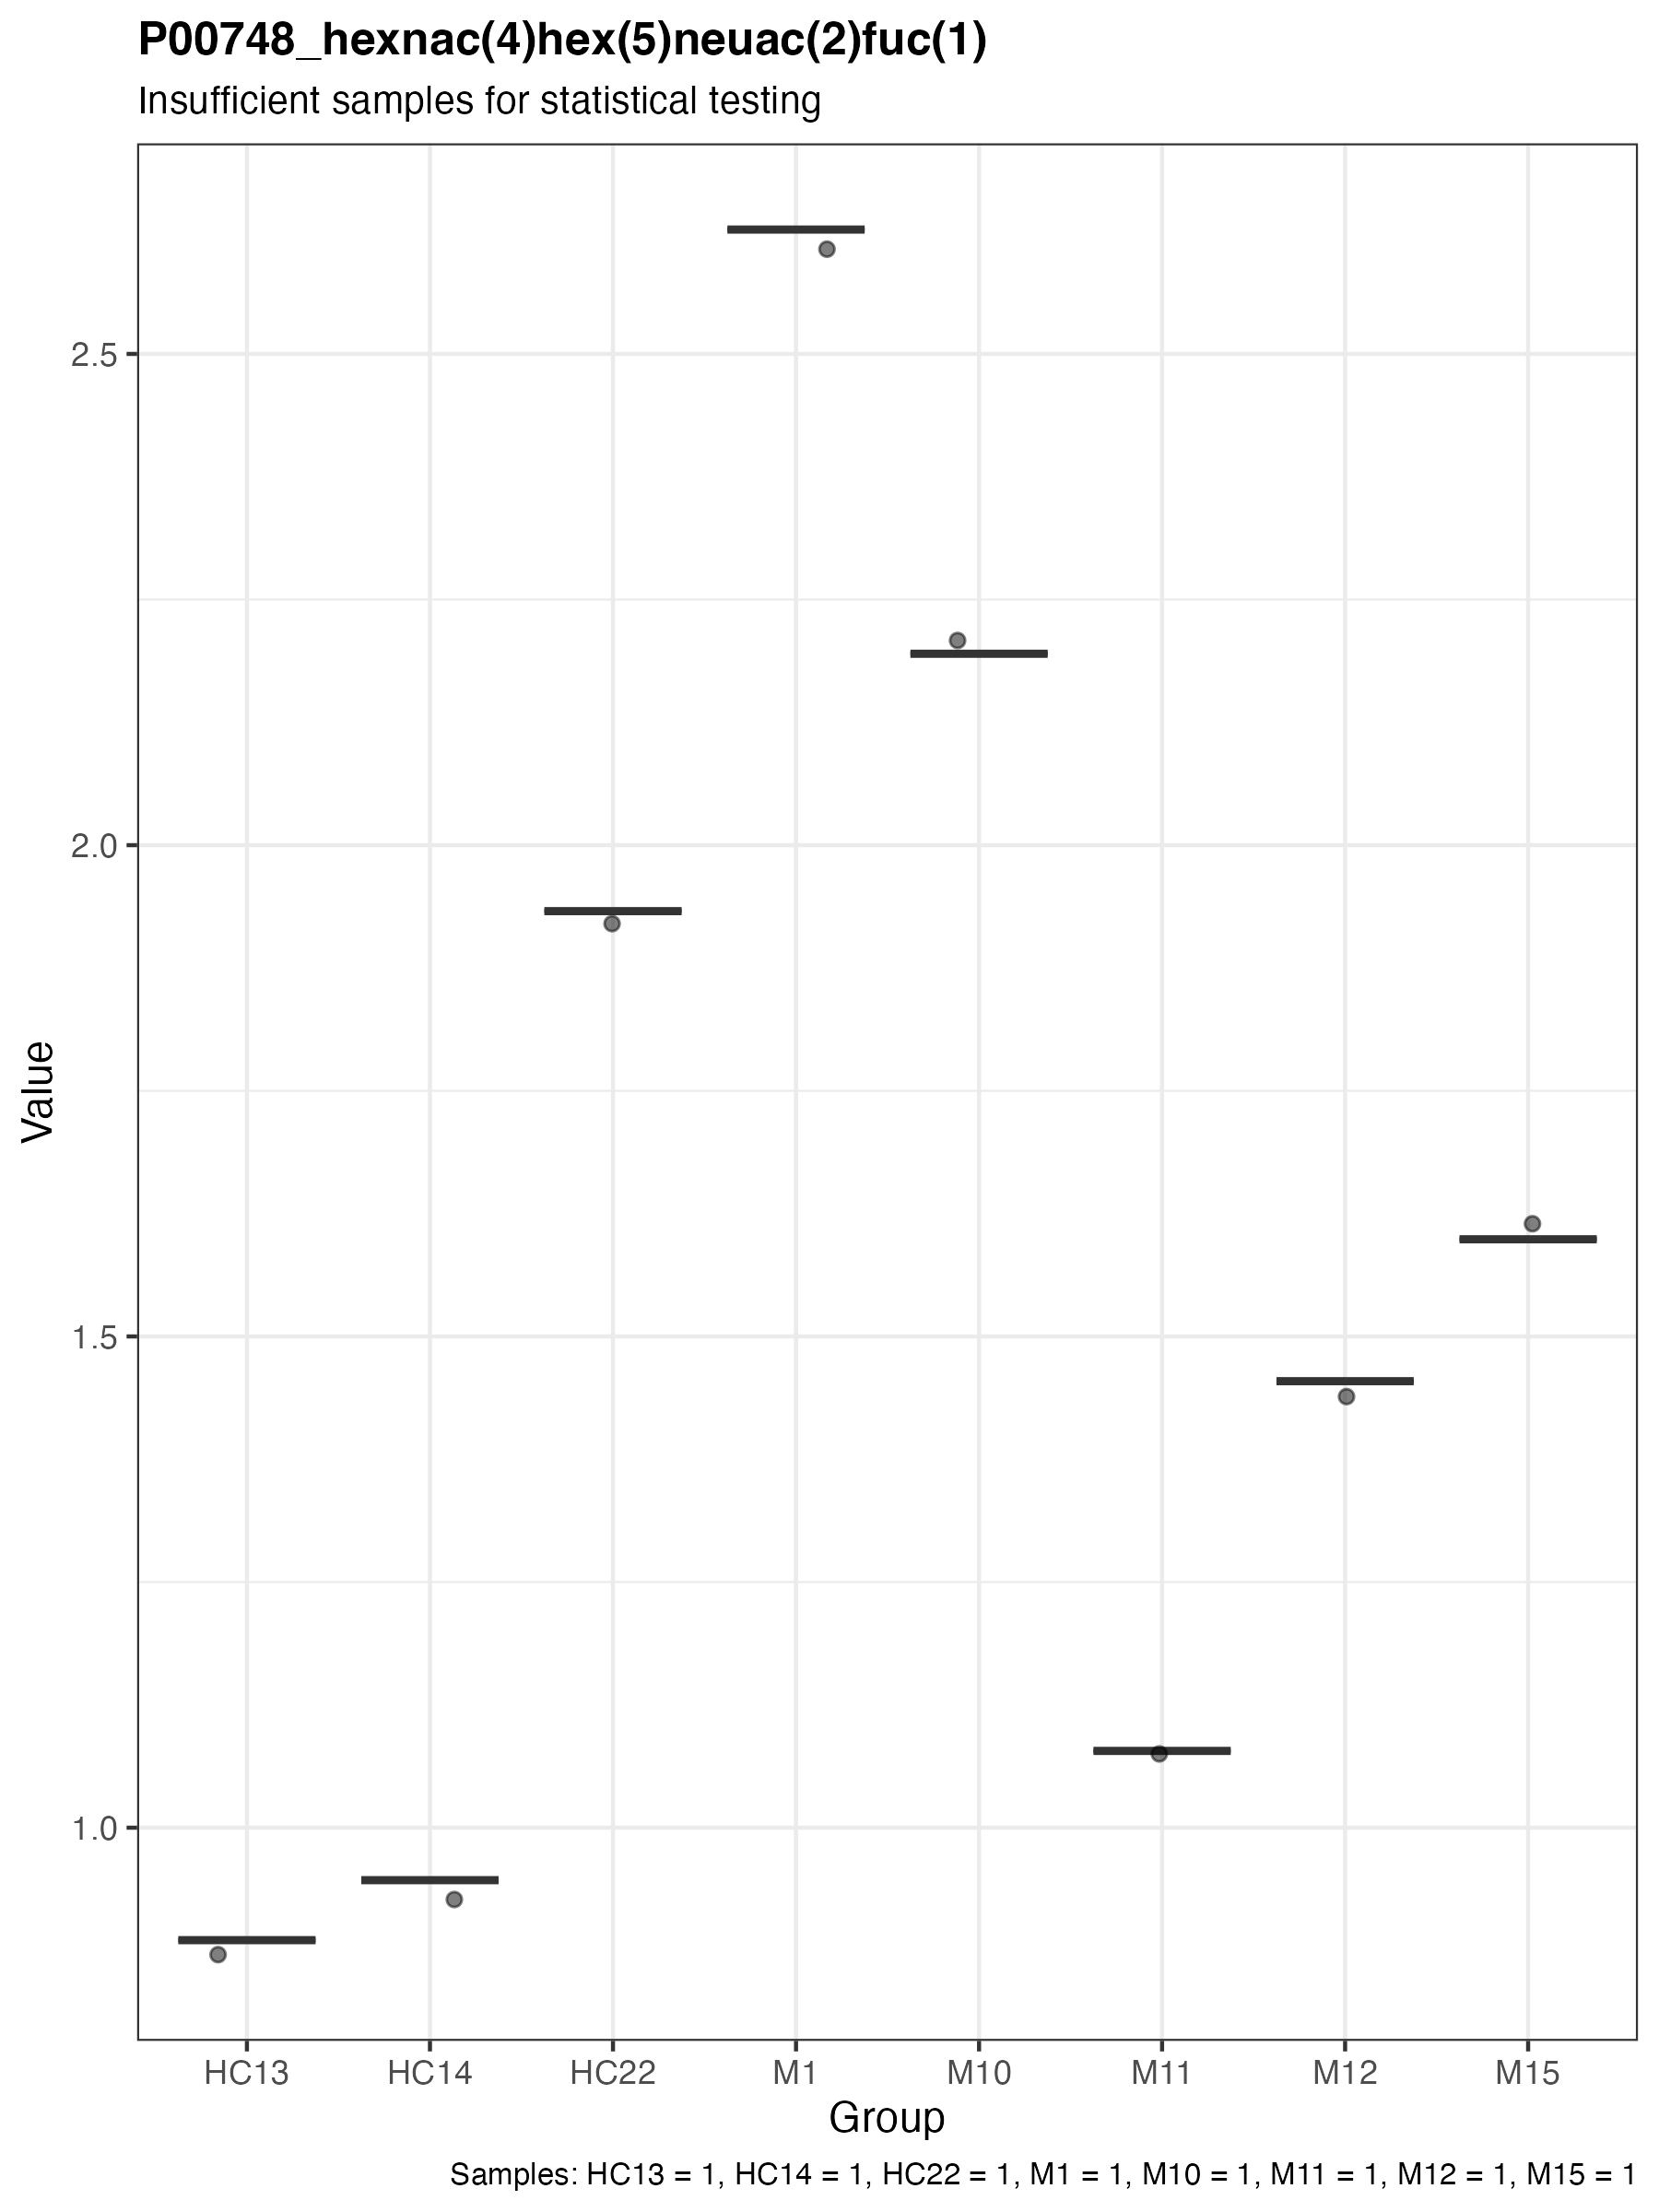 P00748_hexnac(4)hex(5)neuac(2)fuc(1)
Insufficient samples for statistical testing
Value
2.5
2.0
1.5
1.0
HC13 HC14 HC22 M1 M10 M11 M12 M15
Group
Samples: HC13 = 1, HC14 = 1, HC22 = 1, M1 = 1, M10 = 1, M11 = 1, M12 = 1, M15 = 1